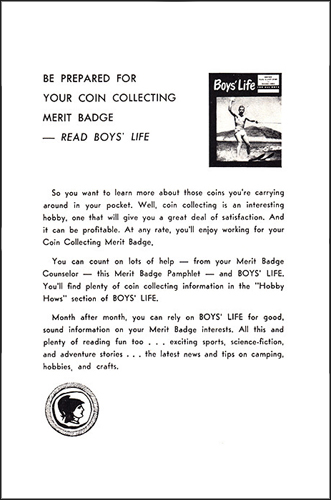 BE PREPARED FOR
YOUR COIN COLLECTING
MERIT BADGE
— READ BOYS' LIFE
Boys' Life
So you want to learn more about those coins you're carrying
around in your pocket. Well, coin collecting is an interesting
hobby, one that will give you a great deal of satisfaction. And
it can be profitable. At any rate, you'll enjoy working for your
Coin Collecting Merit Badge.
You can count on lots of help — from your Merit Badge
Counselor — this Merit Badge Pamphlet — and BOYS' LIFE.
You'll find plenty of coin collecting information in the "Hobby
Hows" section of BOYS' LIFE.
Month after month, you can rely on BOYS' LIFE for good,
sound information on your Merit Badge interests. All this and
plenty of reading fun too . . . exciting sports, science-fiction,
and adventure stories . . . the latest news and tips on camping,
hobbies, and crafts.